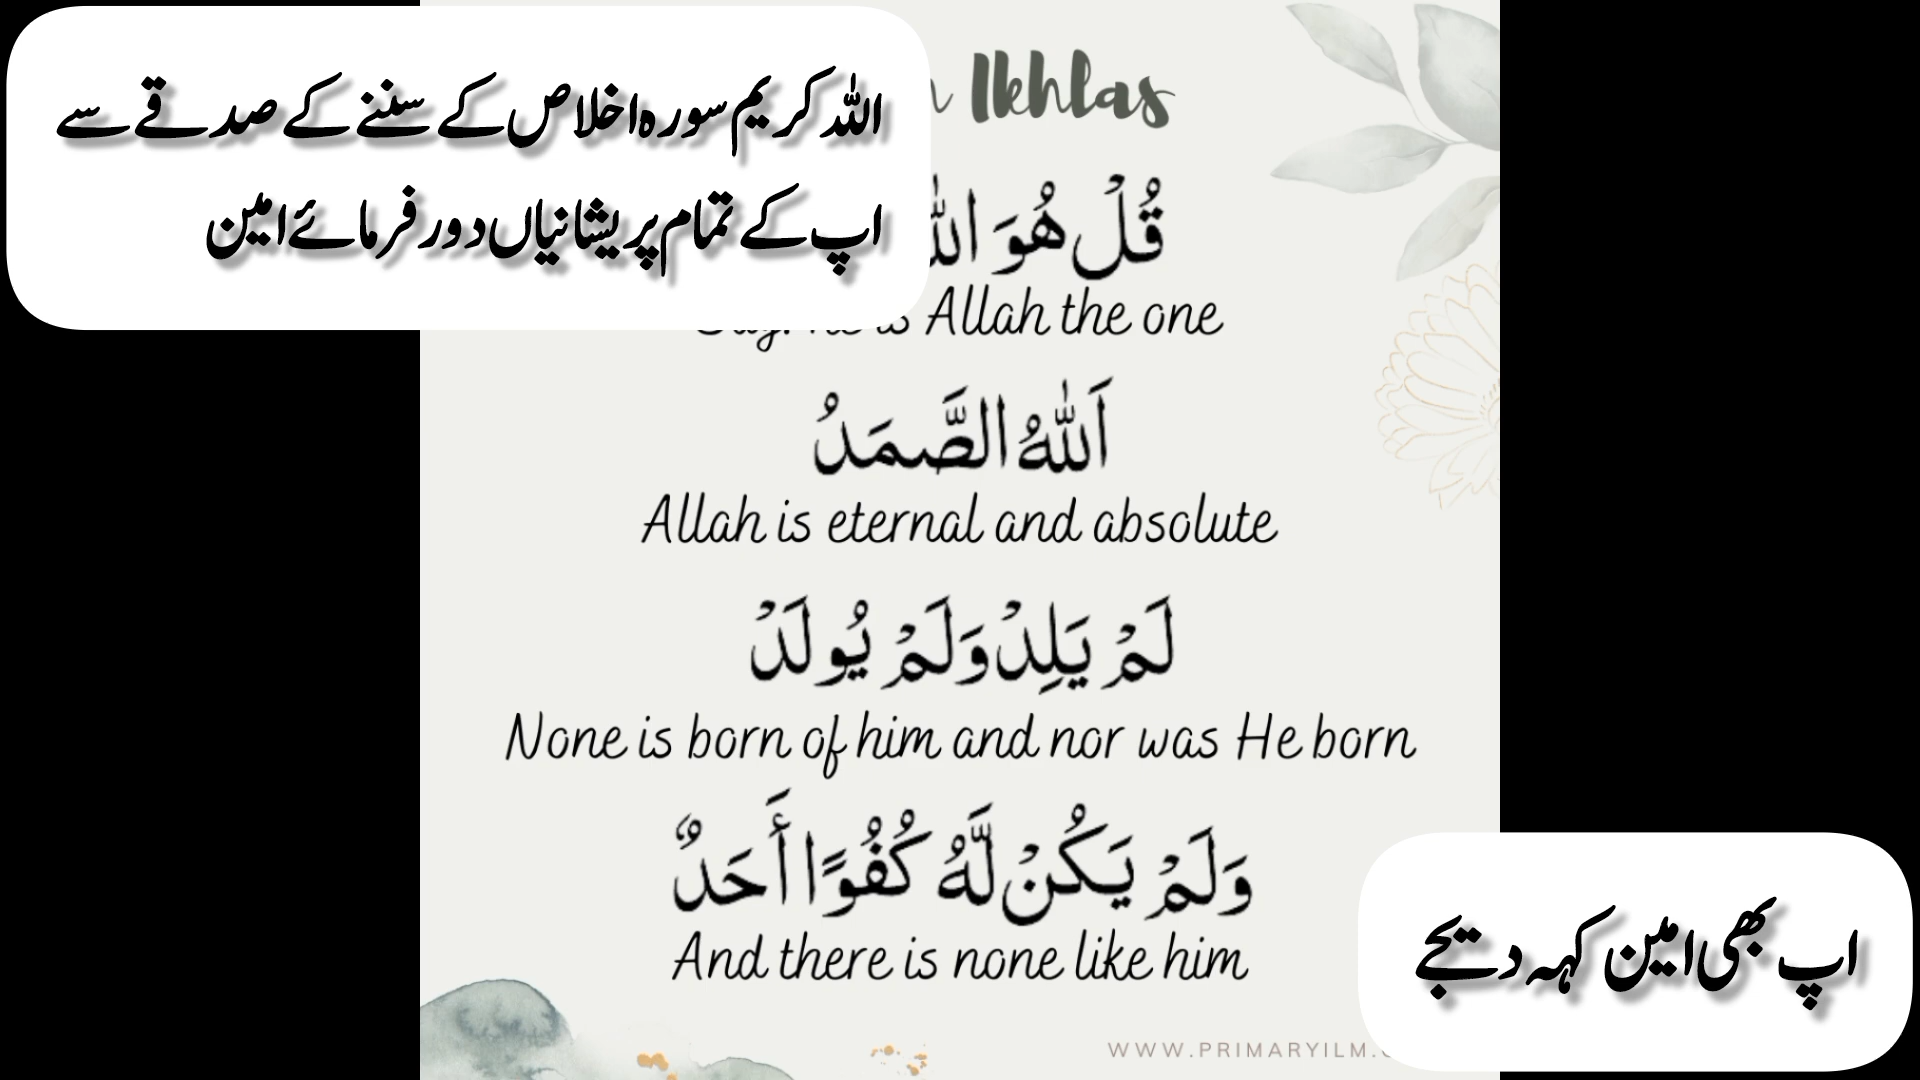 اللہ کریم سورہ اخلاص کے سننے کے صدقے سے
اپ کے تمام پریشانیاں دور فرمائے امین
Ikhlas
قُلْ هُوَ
is Allah the one
اَللّٰهُ الصَّمَدُ
Allah is eternal and absolute
لَمْ يَلِدْ وَلَمْ يُولَدْ
None is born of him and nor was He born
وَلَمْ يَكُنْ لَّهُ كُفُوًا أَحَدٌ
And there is none like him
اپ بھی امین کہہ دیجے
WWW.PRIMARYILM.